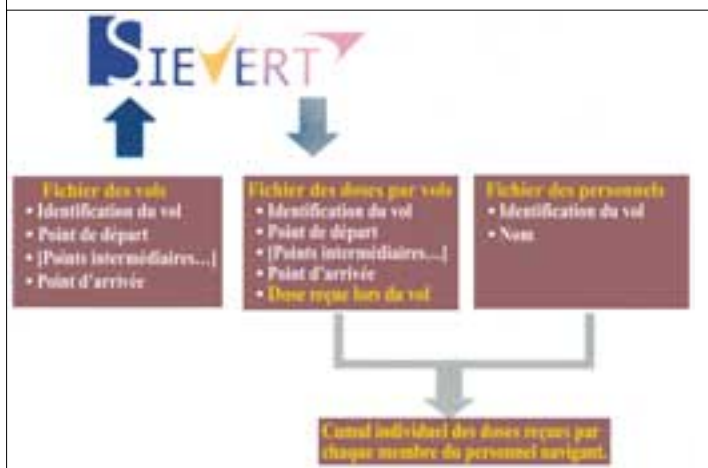 SIEVERT
Fichier des vols
• Identification du vol
• Point de départ
• [Points intermédiaires...]
• Point d'arrivée
Fichier des doses par vols
• Identification du vol
• Point de départ
• [Points intermédiaires...]
• Point d'arrivée
• Dose reçue lors du vol
Fichier des personnels
• Identification du vol
• Nom
Cumul individuel des doses reçues par
chaque membre du personnel navigant.